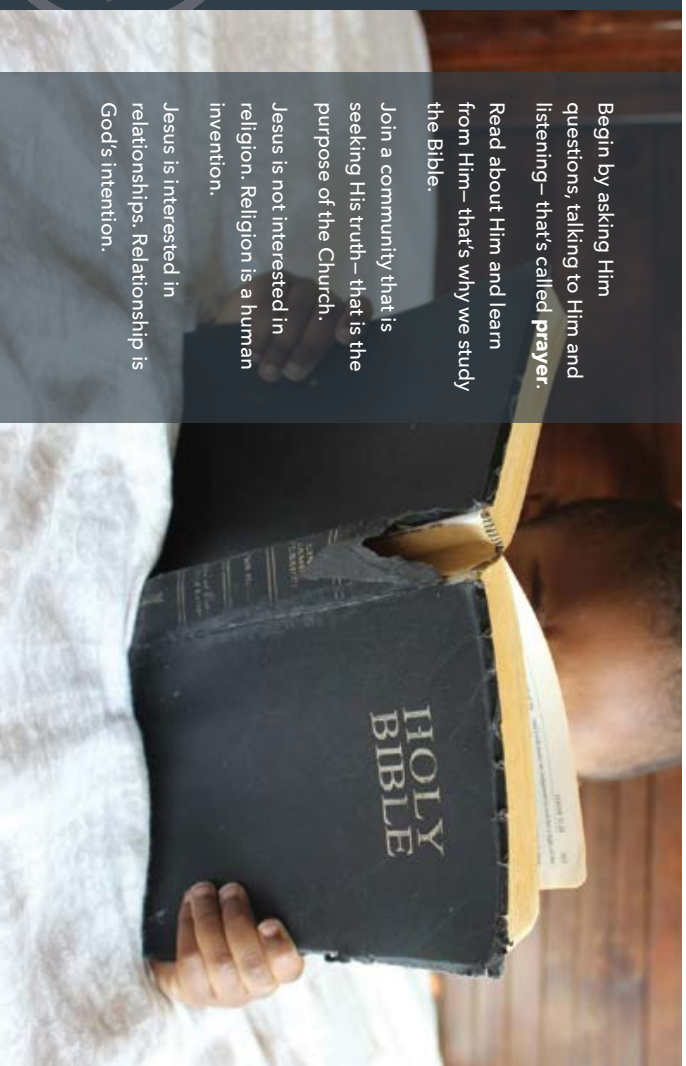 Begin by asking Him
questions, talking to Him and
listening– that's called prayer.
Read about Him and learn
from Him– that's why we study
the Bible.
Join a community that is
seeking His truth– that is the
purpose of the Church.
Jesus is not interested in
religion. Religion is a human
invention.
Jesus is interested in
relationships. Relationship is
God's intention.
HOLY
BIBLE